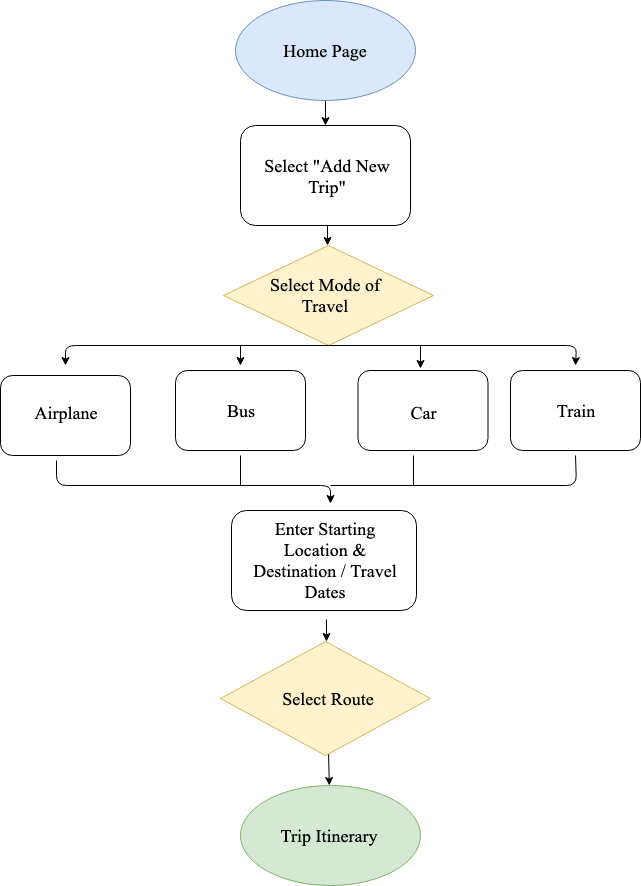 Home Page
Select "Add New
Trip"
Select Mode of
Travel
Airplane
Bus
Car
Train
Enter Starting
Location &
Destination / Travel
Dates
Select Route
Trip Itinerary